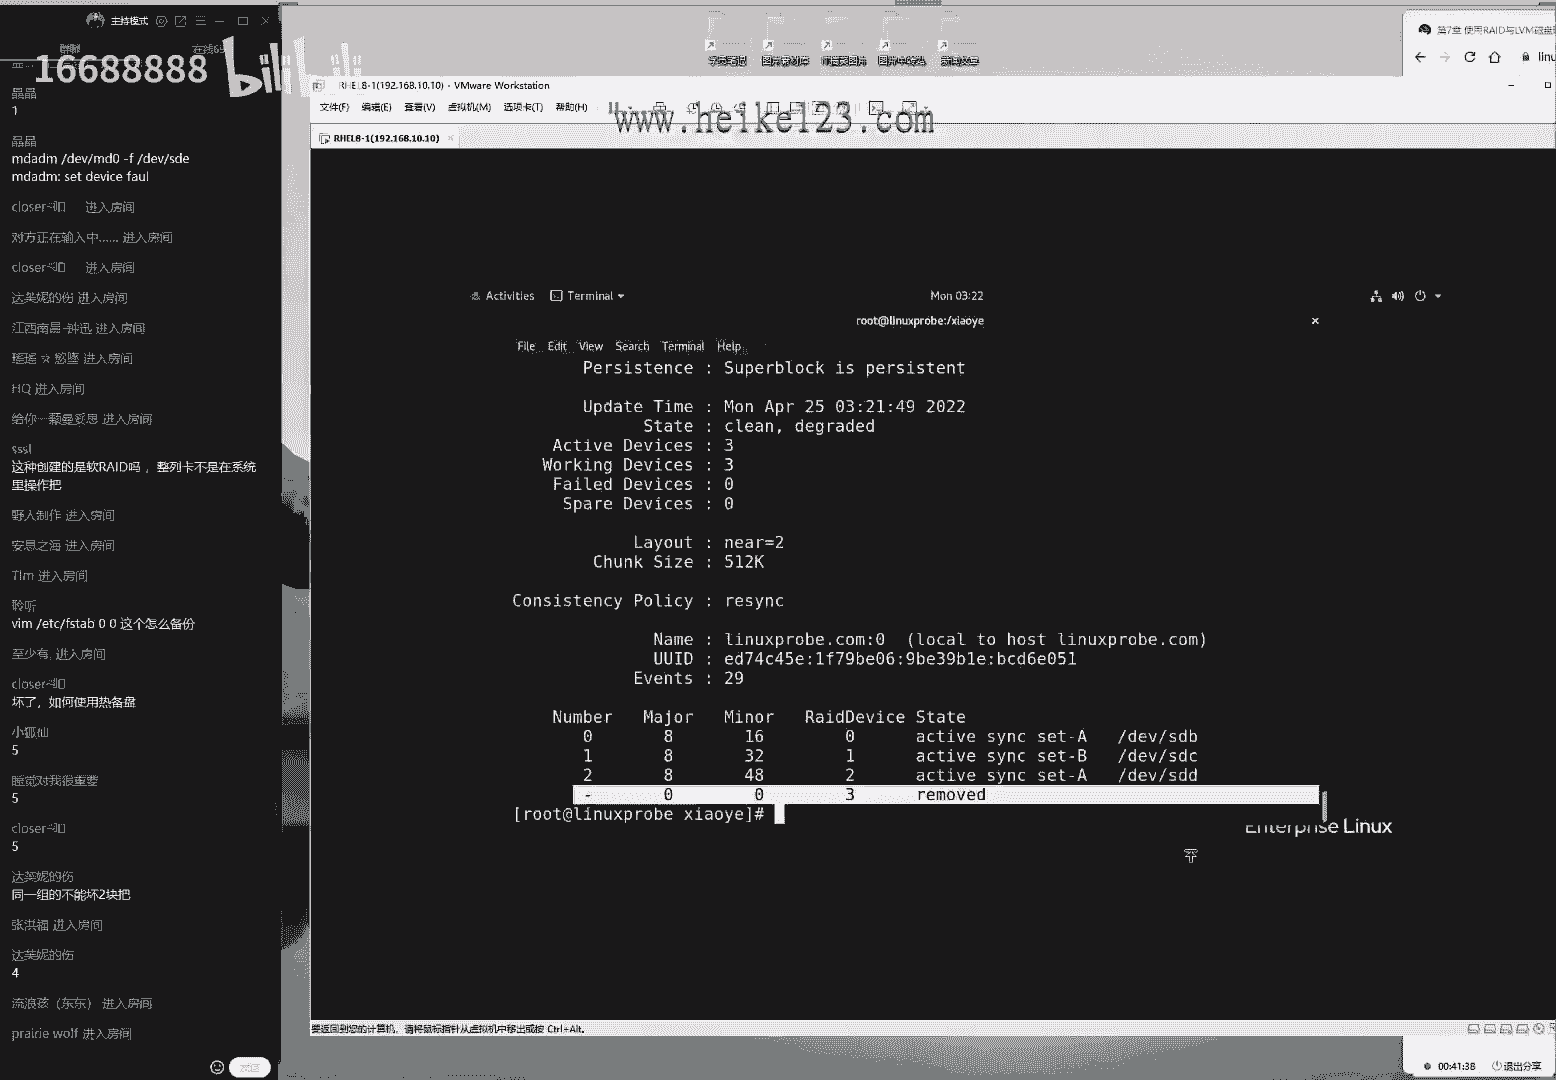 主持模式
群聊
在线6
16688888 bilibili
晶晶
1
晶晶
mdadm /dev/md0 -f /dev/sde
mdadm: set device faul
closer 进入房间
对方正在输入中...... 进入房间
closer 进入房间
达芙妮的伤 进入房间
江西南昌-钟迅 进入房间
瑶瑶 进入房间
HQ 进入房间
给你一颗曼妥思 进入房间
sssl
这种创建的是软RAID吗 ，整列卡不是在系统
里操作把
野人制作 进入房间
安息之海 进入房间
Tim 进入房间
聆听
vim /etc/fstab 0 0 这个怎么备份
至少有, 进入房间
closer
坏了，如何使用热备盘
小狐仙
5
睡觉对我很重要
5
closer
5
达芙妮的伤
同一组的不能坏2块把
张洪福 进入房间
达芙妮的伤
4
流浪孩（东东） 进入房间
prairie wolf 进入房间
发送
第7章 使用RAID与LVM磁盘
linu
RHEL8-1(192.168.10.10) - VMware Workstation
文件(F) 编辑(E) 查看(V) 虚拟机(M) 选项卡(T) 帮助(H)
www.heike123.com
RHEL8-1(192.168.10.10)
Activities Terminal Mon 03:22
root@linuxprobe:/xiaoye
File Edit View Search Terminal Help
Persistence : Superblock is persistent
Update Time : Mon Apr 25 03:21:49 2022
State : clean, degraded
Active Devices : 3
Working Devices : 3
Failed Devices : 0
Spare Devices : 0
Layout : near=2
Chunk Size : 512K
Consistency Policy : resync
Name : linuxprobe.com:0 (local to host linuxprobe.com)
UUID : ed74c45e:1f79be06:9be39b1e:bcd6e051
Events : 29
Number Major Minor RaidDevice State
0 8 16 0 active sync set-A /dev/sdb
1 8 32 1 active sync set-B /dev/sdc
2 8 48 2 active sync set-A /dev/sdd
- 0 0 3 removed
[root@linuxprobe xiaoye]#
Enterprise Linux
要返回到您的计算机，请将鼠标指针从虚拟机中移出或按 Ctrl+Alt。
00:41:38 退出分享